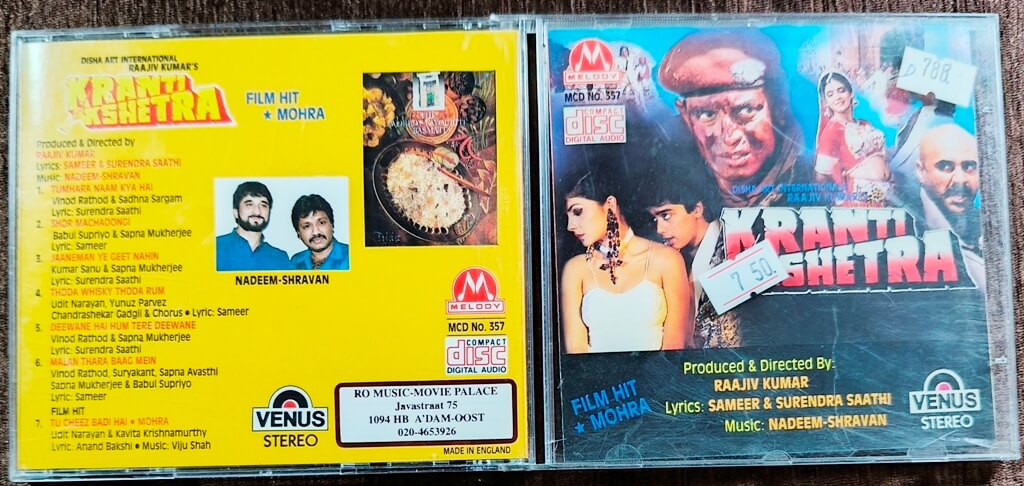 DISHA ART INTERNATIONAL
RAAJIV KUMAR'S
KRANTI
KSHETRA
FILM HIT
★ MOHRA
Produced & Directed by
RAAJIV KUMAR
Lyrics: SAMEER & SURENDRA SAATHI
Music: NADEEM-SHRAVAN
1. TUMHARA NAAM KYA HAI
Vinod Rathod & Sadhna Sargam
Lyric: Surendra Saathi
2. SHOR MACHADONGI
Babul Supriyo & Sapna Mukherjee
Lyric: Sameer
3. JAANEMAN YE GEET NAHIN
Kumar Sanu & Sapna Mukherjee
Lyric: Surendra Saathi
4. THODA WHISKY THODA RUM
Udit Narayan, Yunuz Parvez
Chandrashekar Gadgil & Chorus • Lyric: Sameer
5. DEEWANE HAI HUM TERE DEEWANE
Vinod Rathod & Sapna Mukherjee
Lyric: Surendra Saathi
6. MALAN THARA BAAG MEIN
Vinod Rathod, Suryakant, Sapna Avasthi
Sapna Mukherjee & Babul Supriyo
Lyric: Sameer
FILM HIT
7. TU CHEEZ BADI HAI • MOHRA
Udit Narayan & Kavita Krishnamurthy
Lyric: Anand Bakshi • Music: Viju Shah
NADEEM-SHRAVAN
Tilda
M
MELODY
MCD No. 357
COMPACT
disc
DIGITAL AUDIO
VENUS
STEREO
RO MUSIC-MOVIE PALACE
Javastraat 75
1094 HB A'DAM-OOST
020-4653926
MADE IN ENGLAND
M
MELODY
MCD No. 357
COMPACT
disc
DIGITAL AUDIO
D 788
DISHA ART INTERNATIONAL
RAAJIV KUMAR'S
KRANTI
KSHETRA
7.50
Produced & Directed By:
RAAJIV KUMAR
Lyrics: SAMEER & SURENDRA SAATHI
Music: NADEEM-SHRAVAN
FILM HIT
★ MOHRA
VENUS
STEREO